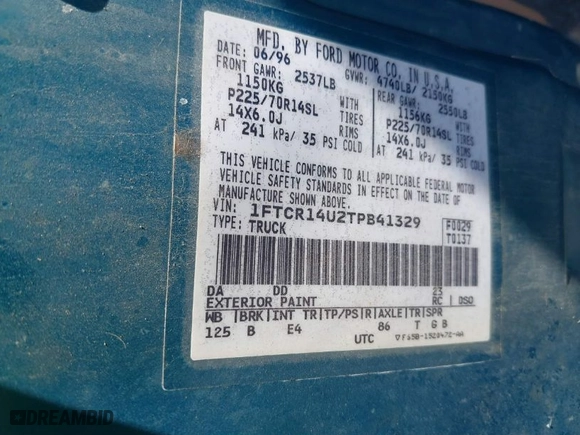 MFD. BY FORD MOTOR CO. IN U.S.A.
DATE: 06/96 GVWR: 4740LB/ 2150KG
FRONT GAWR: 2537LB REAR GAWR: 2550LB
1150KG WITH 1156KG WITH
P225/70R14SL TIRES P225/70R14SL TIRES
14X6.0J RIMS 14X6.0J RIMS
AT 241 kPa/ 35 PSI COLD AT 241 kPa/ 35 PSI COLD
THIS VEHICLE CONFORMS TO ALL APPLICABLE FEDERAL MOTOR
VEHICLE SAFETY STANDARDS IN EFFECT ON THE DATE OF
MANUFACTURE SHOWN ABOVE.
VIN: 1FTCR14U2TPB41329
TYPE: TRUCK
F0029
T0137
DA DD 23
EXTERIOR PAINT RC | DSO
WB |BRK|INT TR|TP/PS|R|AXLE|TR|SPR
125 B E4 86 T G B
UTC
DREAMBID